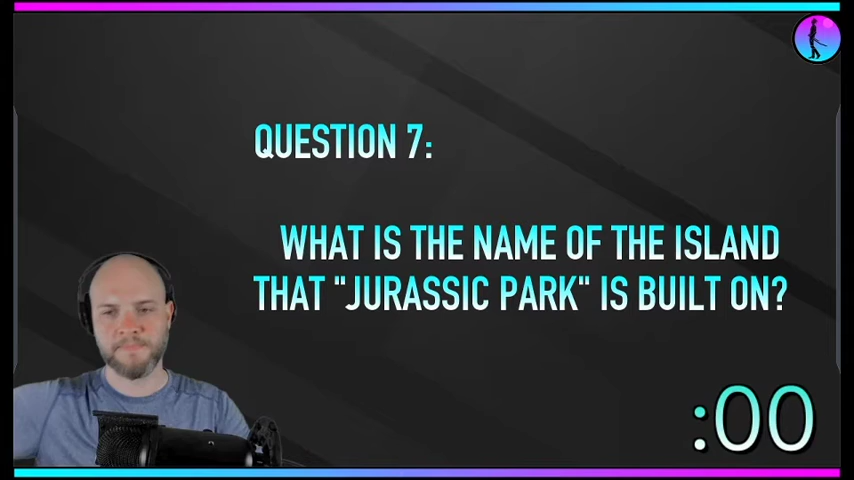 QUESTION 7:
WHAT IS THE NAME OF THE ISLAND
THAT "JURASSIC PARK" IS BUILT ON?
:00